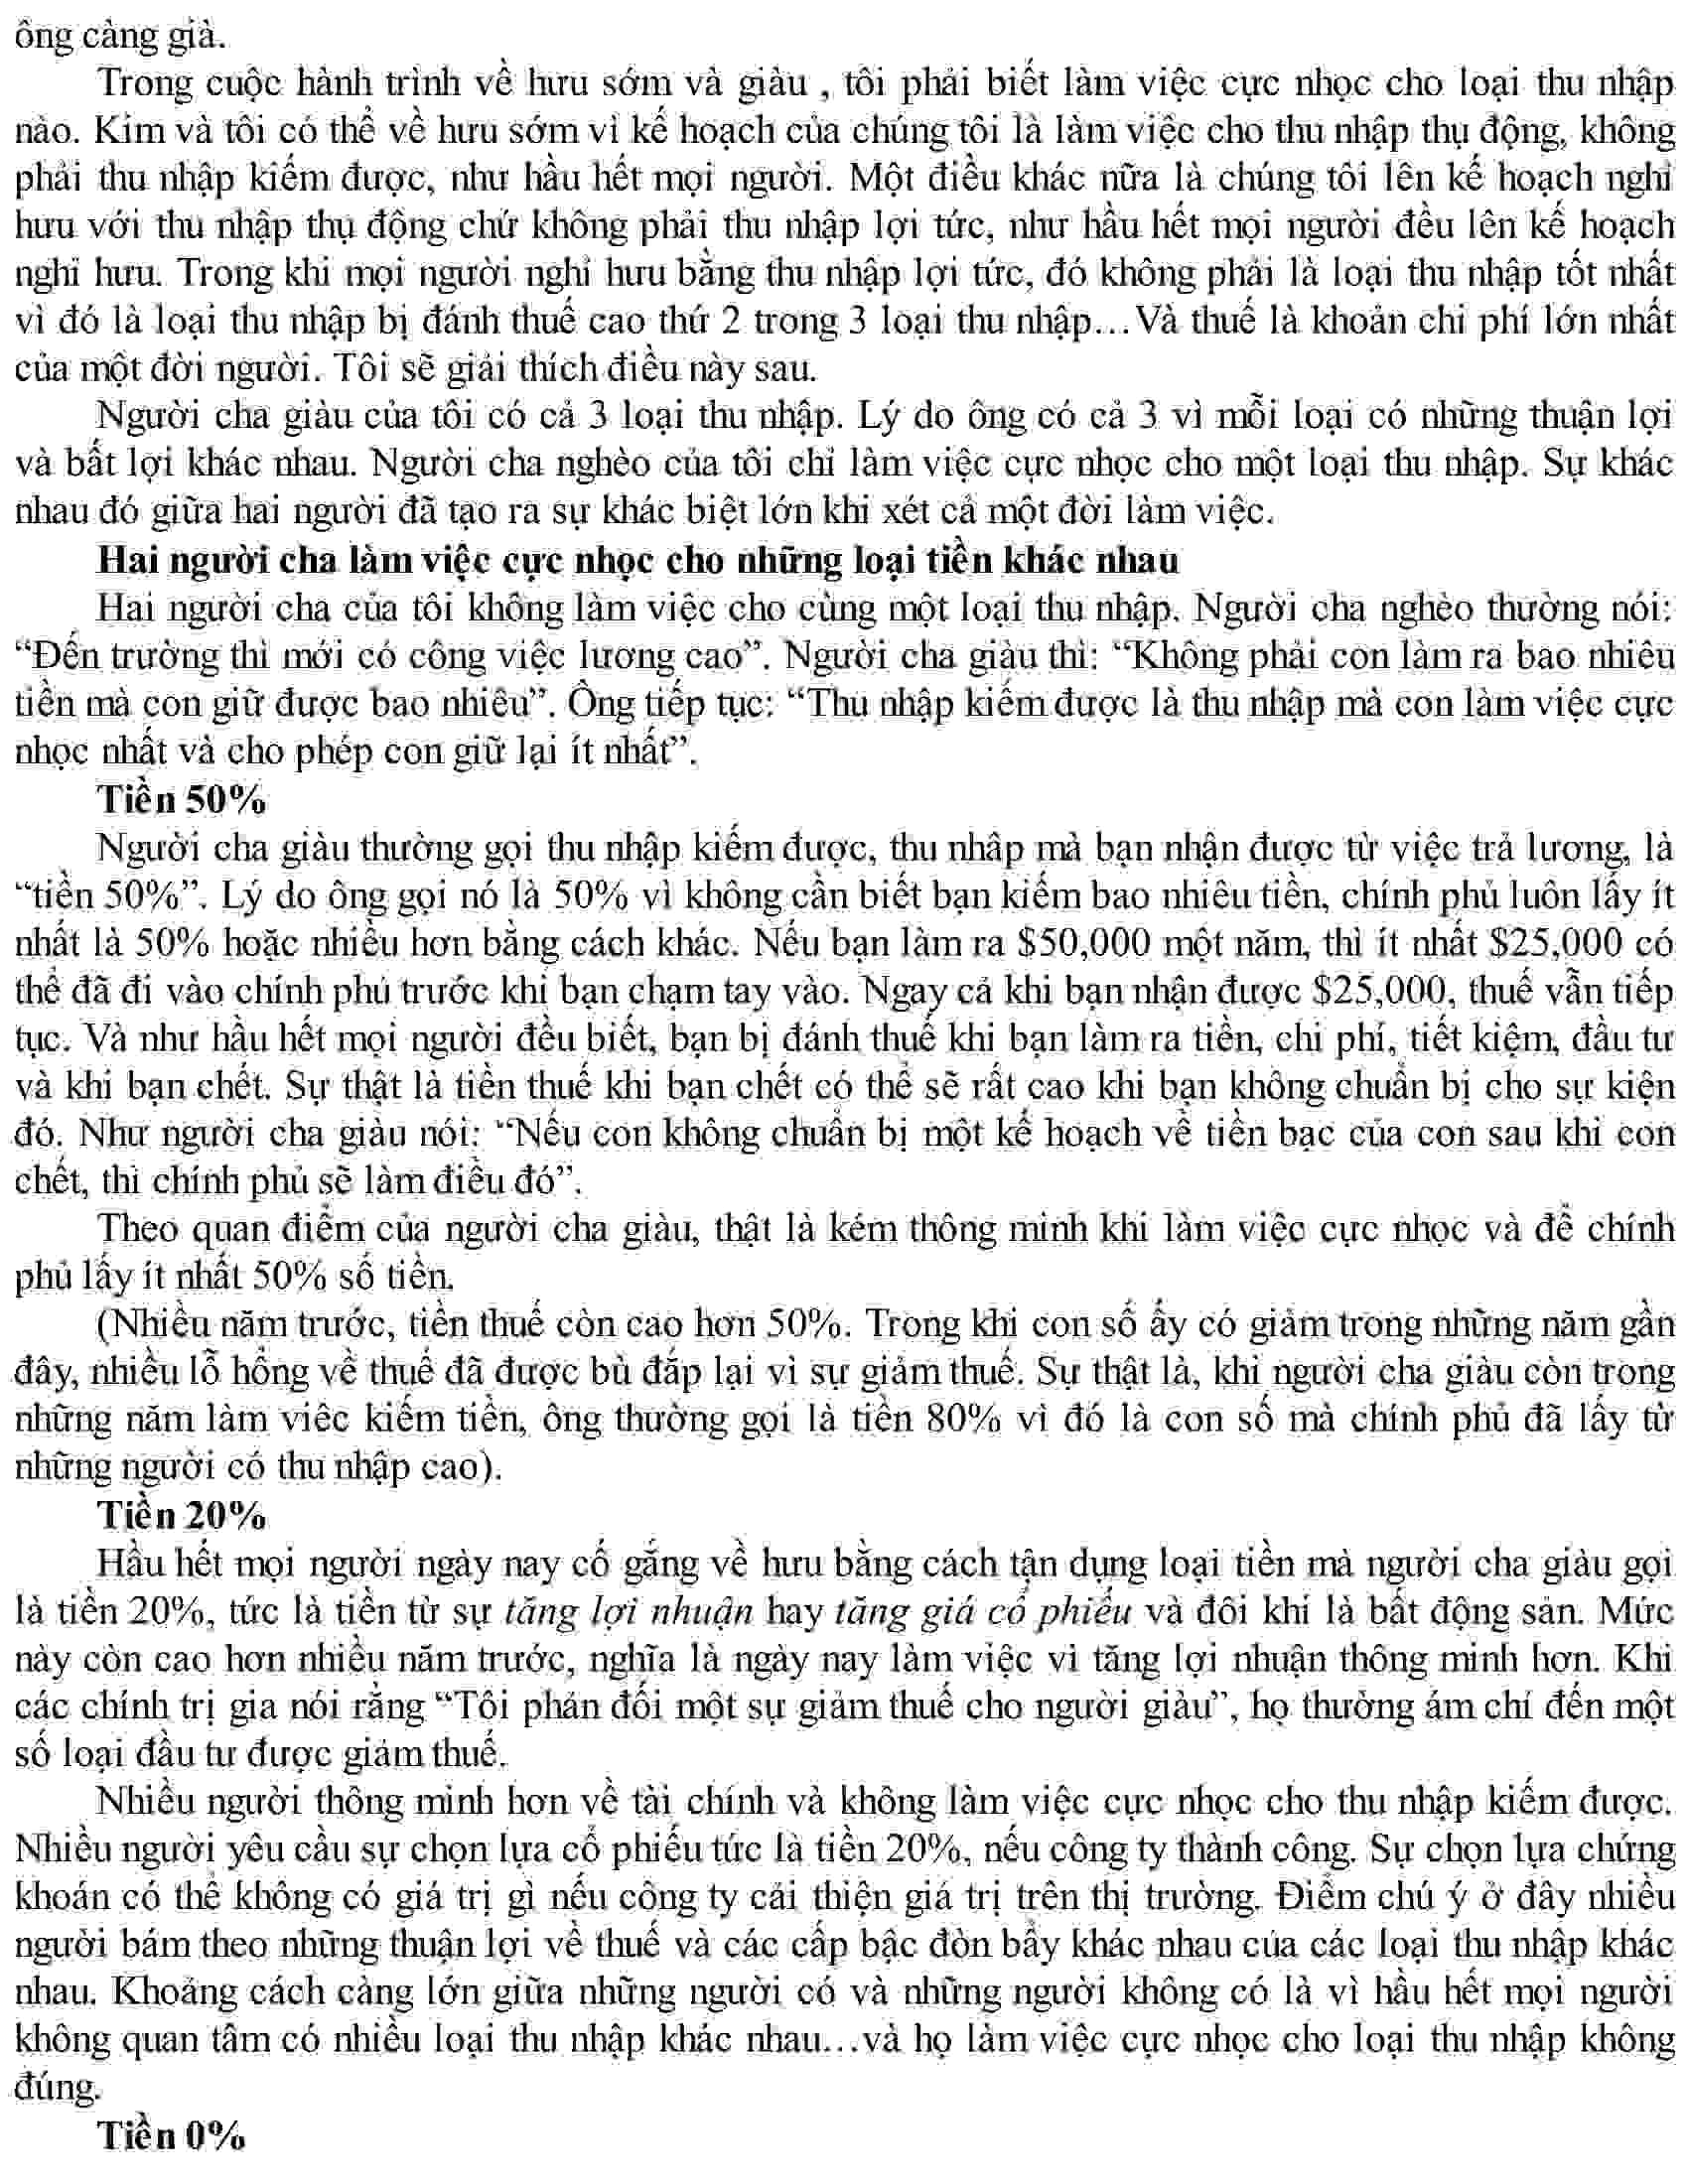 ông càng già.
Trong cuộc hành trình về hưu sớm và giàu , tôi phải biết làm việc cực nhọc cho loại thu nhập
nào. Kim và tôi có thể về hưu sớm vì kế hoạch của chúng tôi là làm việc cho thu nhập thụ động, không
phải thu nhập kiếm được, như hầu hết mọi người. Một điều khác nữa là chúng tôi lên kế hoạch nghỉ
hưu với thu nhập thụ động chứ không phải thu nhập lợi tức, như hầu hết mọi người đều lên kế hoạch
nghỉ hưu. Trong khi mọi người nghỉ hưu bằng thu nhập lợi tức, đó không phải là loại thu nhập tốt nhất
vì đó là loại thu nhập bị đánh thuế cao thứ 2 trong 3 loại thu nhập…Và thuế là khoản chi phí lớn nhất
của một đời người. Tôi sẽ giải thích điều này sau.
Người cha giàu của tôi có cả 3 loại thu nhập. Lý do ông có cả 3 vì mỗi loại có những thuận lợi
và bất lợi khác nhau. Người cha nghèo của tôi chỉ làm việc cực nhọc cho một loại thu nhập. Sự khác
nhau đó giữa hai người đã tạo ra sự khác biệt lớn khi xét cả một đời làm việc.
Hai người cha làm việc cực nhọc cho những loại tiền khác nhau
Hai người cha của tôi không làm việc cho cùng một loại thu nhập. Người cha nghèo thường nói:
“Đến trường thì mới có công việc lương cao”. Người cha giàu thì: “Không phải con làm ra bao nhiêu
tiền mà con giữ được bao nhiêu”. Ông tiếp tục: “Thu nhập kiếm được là thu nhập mà con làm việc cực
nhọc nhất và cho phép con giữ lại ít nhất”.
Tiền 50%
Người cha giàu thường gọi thu nhập kiếm được, thu nhâp mà bạn nhận được từ việc trả lương, là
“tiền 50%”. Lý do ông gọi nó là 50% vì không cần biết bạn kiếm bao nhiêu tiền, chính phủ luôn lấy ít
nhất là 50% hoặc nhiều hơn bằng cách khác. Nếu bạn làm ra $50,000 một năm, thì ít nhất $25,000 có
thể đã đi vào chính phủ trước khi bạn chạm tay vào. Ngay cả khi bạn nhận được $25,000, thuế vẫn tiếp
tục. Và như hầu hết mọi người đều biết, bạn bị đánh thuế khi bạn làm ra tiền, chi phí, tiết kiệm, đầu tư
và khi bạn chết. Sự thật là tiền thuế khi bạn chết có thể sẽ rất cao khi bạn không chuẩn bị cho sự kiện
đó. Như người cha giàu nói: “Nếu con không chuẩn bị một kế hoạch về tiền bạc của con sau khi con
chết, thì chính phủ sẽ làm điều đó”.
Theo quan điểm của người cha giàu, thật là kém thông minh khi làm việc cực nhọc và để chính
phủ lấy ít nhất 50% số tiền.
(Nhiều năm trước, tiền thuế còn cao hơn 50%. Trong khi con số ấy có giảm trong những năm gần
đây, nhiều lỗ hổng về thuế đã được bù đắp lại vì sự giảm thuế. Sự thật là, khi người cha giàu còn trong
những năm làm việc kiếm tiền, ông thường gọi là tiền 80% vì đó là con số mà chính phủ đã lấy từ
những người có thu nhập cao).
Tiền 20%
Hầu hết mọi người ngày nay cố gắng về hưu bằng cách tận dụng loại tiền mà người cha giàu gọi
là tiền 20%, tức là tiền từ sự tăng lợi nhuận hay tăng giá cổ phiếu và đôi khi là bất động sản. Mức
này còn cao hơn nhiều năm trước, nghĩa là ngày nay làm việc vì tăng lợi nhuận thông minh hơn. Khi
các chính trị gia nói rằng “Tôi phản đối một sự giảm thuế cho người giàu”, họ thường ám chỉ đến một
số loại đầu tư được giảm thuế.
Nhiều người thông minh hơn về tài chính và không làm việc cực nhọc cho thu nhập kiếm được.
Nhiều người yêu cầu sự chọn lựa cổ phiếu tức là tiền 20%, nếu công ty thành công. Sự chọn lựa chứng
khoán có thể không có giá trị gì nếu công ty cải thiện giá trị trên thị trường. Điểm chú ý ở đây nhiều
người bám theo những thuận lợi về thuế và các cấp bậc đòn bẩy khác nhau của các loại thu nhập khác
nhau. Khoảng cách càng lớn giữa những người có và những người không có là vì hầu hết mọi người
không quan tâm có nhiều loại thu nhập khác nhau…và họ làm việc cực nhọc cho loại thu nhập không
đúng.
Tiền 0%